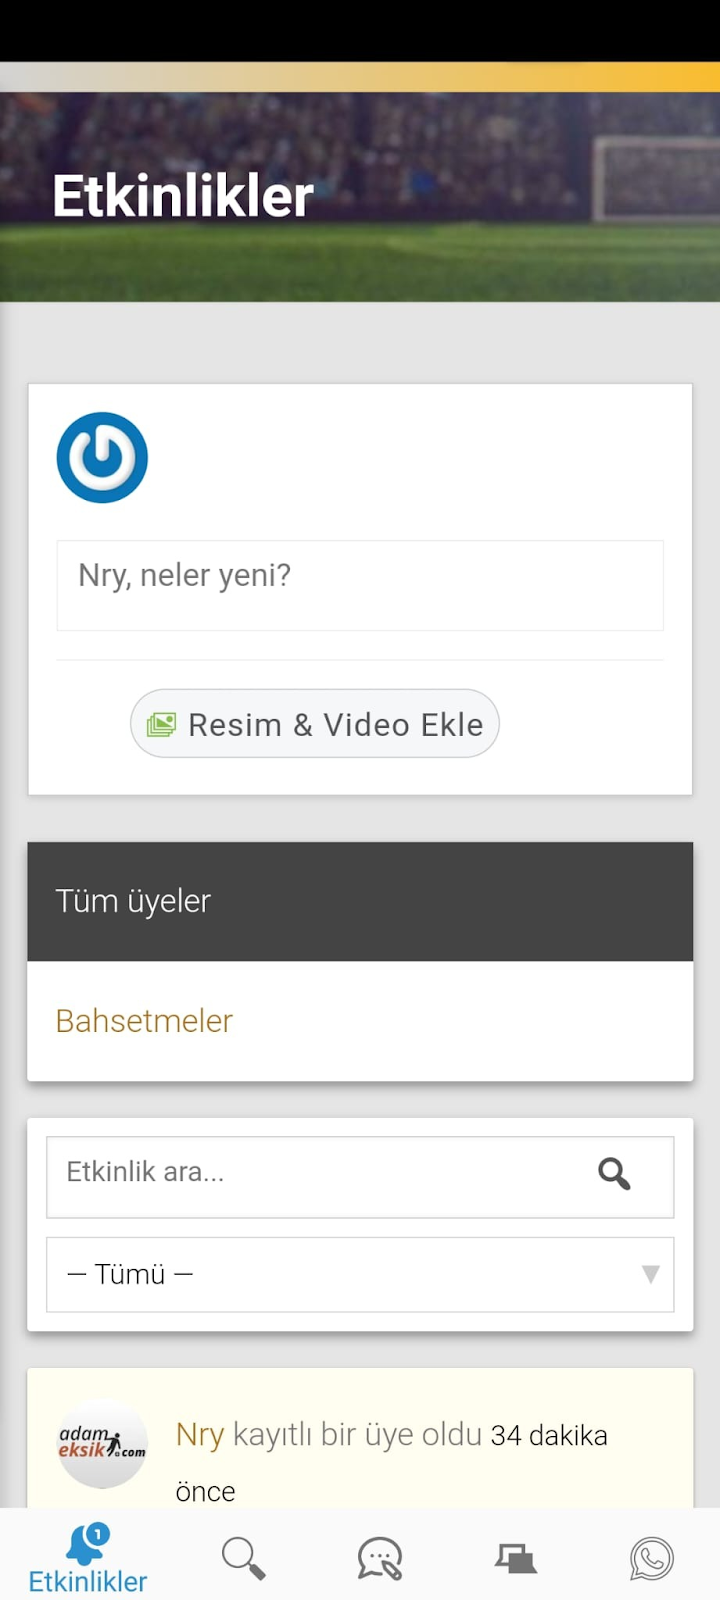 Etkinlikler
Nry, neler yeni?
Resim & Video Ekle
Tüm üyeler
Bahsetmeler
Etkinlik ara...
— Tümü —
adam
eksik.com
Nry kayıtlı bir üye oldu 34 dakika
önce
1
Etkinlikler